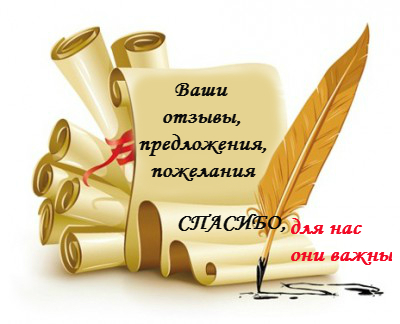 Ваши
отзывы,
предложения,
пожелания
СПАСИБО, для нас
они важны